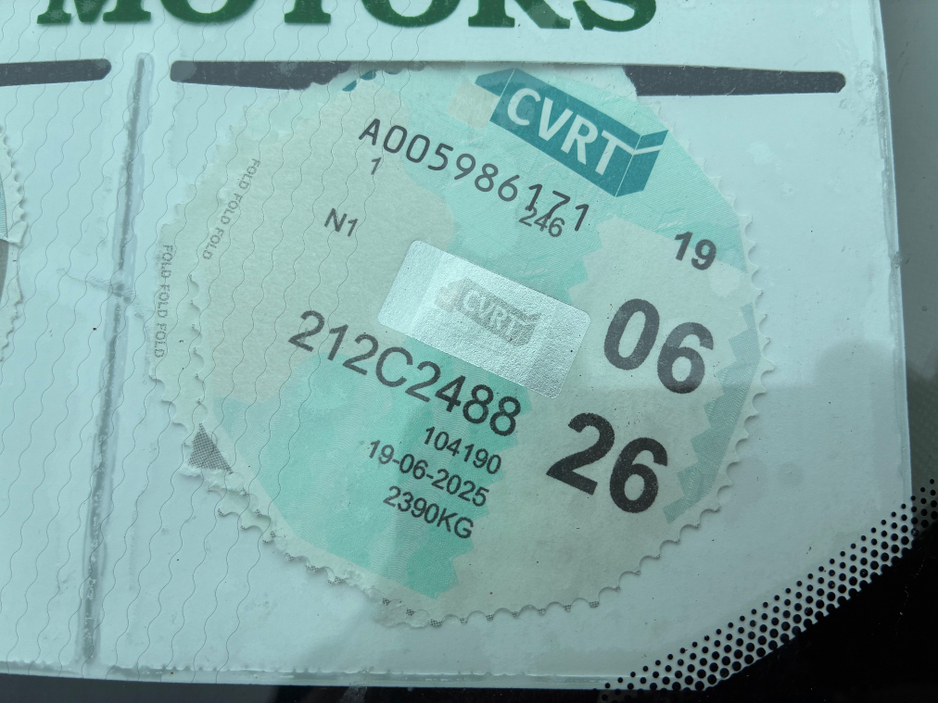 MOTORS
CVRT
A005986171
1
246
N1
19
FOLD FOLD FOLD
FOLD FOLD FOLD
CVRT
06
212C2488
26
104190
19-06-2025
2390KG